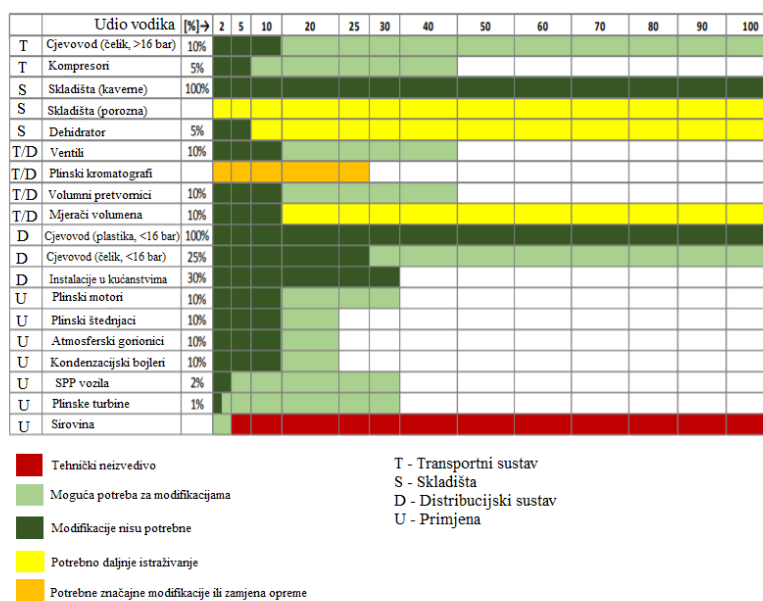 Udio vodika [%]→ 2 5 10 20 25 30 40 50 60 70 80 90 100
T Cjevovod (čelik, >16 bar) 10%
T Kompresori 5%
S Skladišta (kaverne) 100%
S Skladišta (porozna)
S Dehidrator 5%
T/D Ventili 10%
T/D Plinski kromatografi
T/D Volumni pretvornici 10%
T/D Mjerači volumena 10%
D Cjevovod (plastika, <16 bar) 100%
D Cjevovod (čelik, <16 bar) 25%
D Instalacije u kućanstvima 30%
U Plinski motori 10%
U Plinski štednjaci 10%
U Atmosferski gorionici 10%
U Kondenzacijski bojleri 10%
U SPP vozila 2%
U Plinske turbine 1%
U Sirovina
Tehnički neizvedivo
Moguća potreba za modifikacijama
Modifikacije nisu potrebne
Potrebno daljnje istraživanje
Potrebne značajne modifikacije ili zamjena opreme
T - Transportni sustav
S - Skladišta
D - Distribucijski sustav
U - Primjena